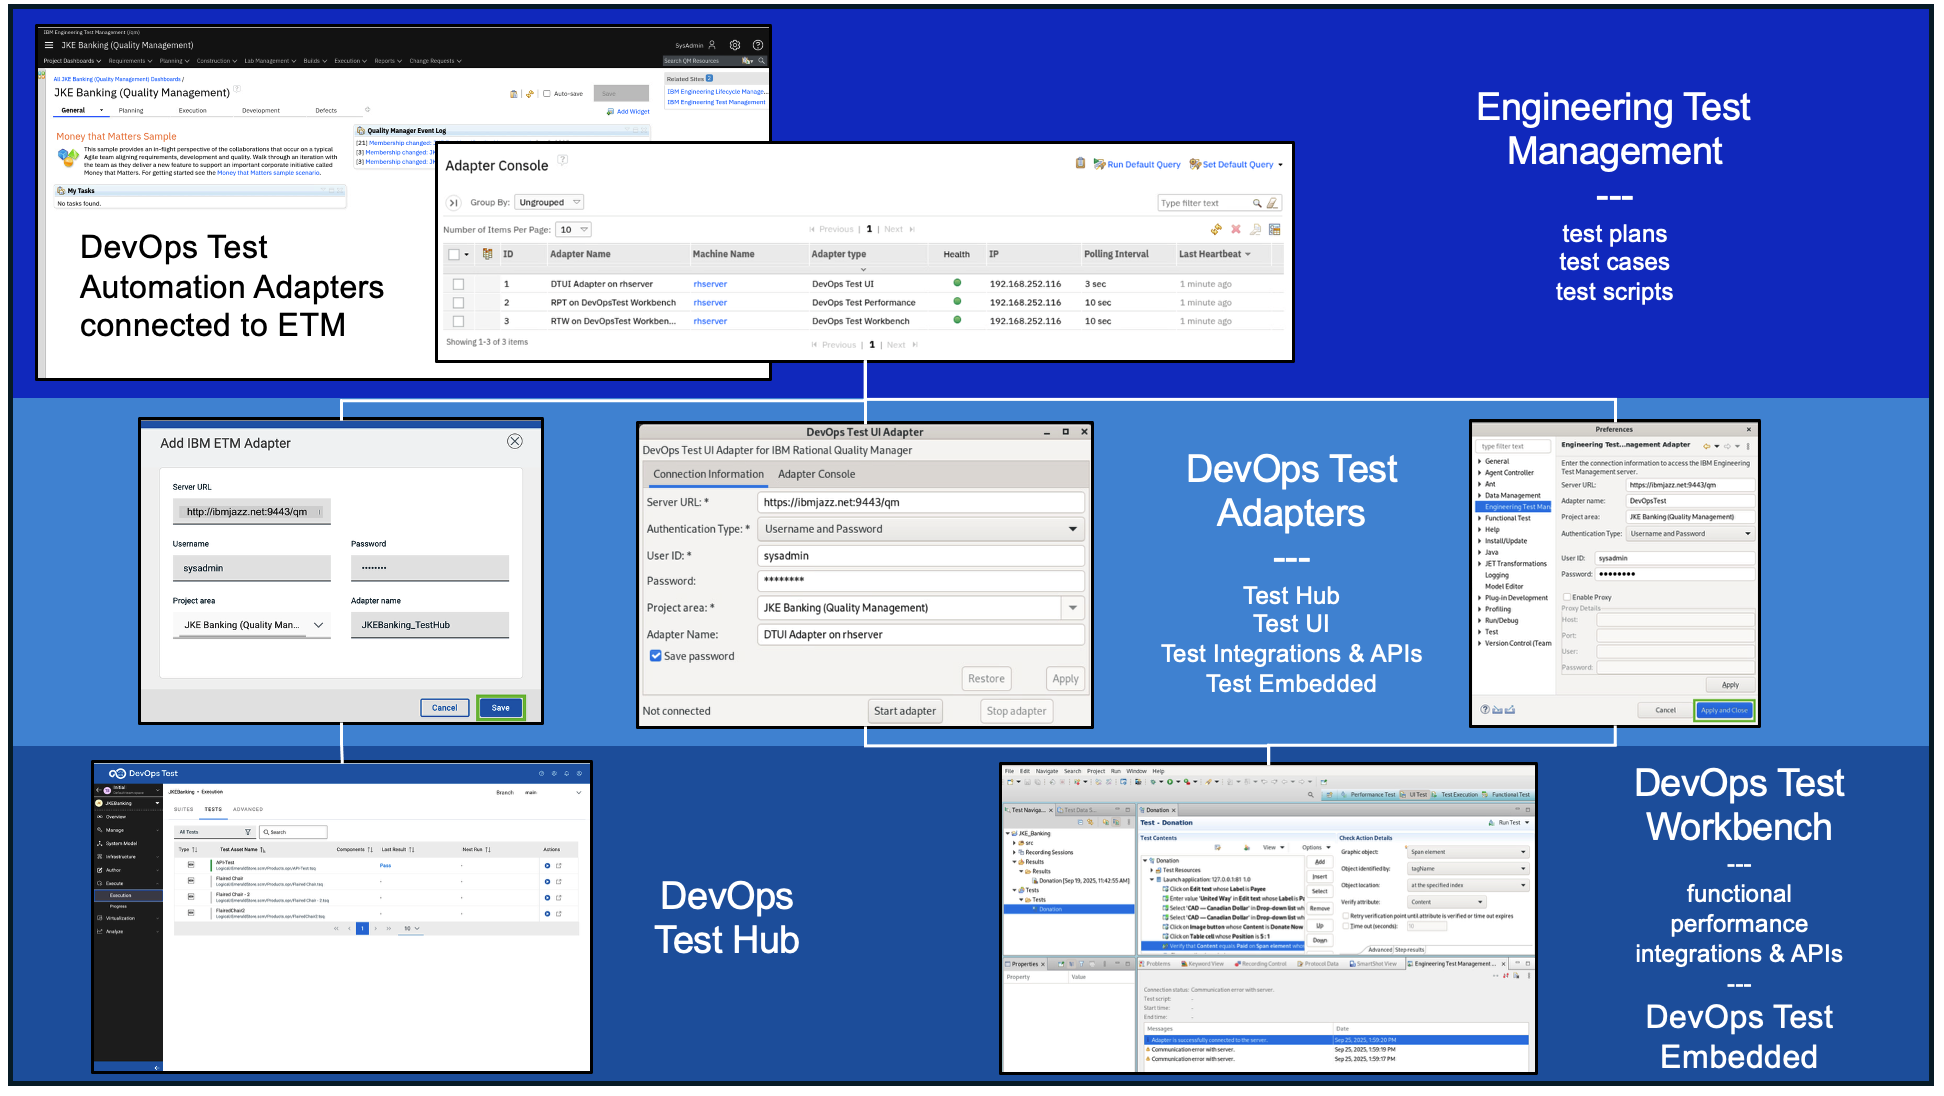 IBM Engineering Test Management (/qm)
JKE Banking (Quality Management)
SysAdmin
Project Dashboards Requirements Planning Construction Lab Management Builds Execution Reports Change Requests
Search QM Resources
All JKE Banking (Quality Management) Dashboards /
JKE Banking (Quality Management)
Auto-save Save
General Planning Execution Development Defects
Add Widget
Related Sites 2
IBM Engineering Lifecycle Manage...
IBM Engineering Test Management
Money that Matters Sample
This sample provides an in-flight perspective of the collaborations that occur on a typical
Agile team aligning requirements, development and quality. Walk through an iteration with
the team as they deliver a new feature to support an important corporate initiative called
Money that Matters. For getting started see the Money that Matters sample scenario.
My Tasks
No tasks found.
Quality Manager Event Log
[21] Membership changed: J
[3] Membership changed: J
[3] Membership changed: J
DevOps Test
Automation Adapters
connected to ETM
Adapter Console
Run Default Query Set Default Query
Group By: Ungrouped
Type filter text
Number of Items Per Page: 10
Previous | 1 | Next
ID Adapter Name Machine Name Adapter type Health IP Polling Interval Last Heartbeat
1 DTUI Adapter on rhserver rhserver DevOps Test UI 192.168.252.116 3 sec 1 minute ago
2 RPT on DevOpsTest Workbench rhserver DevOps Test Performance 192.168.252.116 10 sec 1 minute ago
3 RTW on DevOpsTest Workben... rhserver DevOps Test Workbench 192.168.252.116 10 sec 1 minute ago
Showing 1-3 of 3 items
Previous | 1 | Next
Engineering Test
Management
---
test plans
test cases
test scripts
Add IBM ETM Adapter
Server URL
http://ibmjazz.net:9443/qm
Username Password
sysadmin ••••••••
Project area Adapter name
JKE Banking (Quality Man... JKEBanking_TestHub
Cancel Save
DevOps Test UI Adapter
DevOps Test UI Adapter for IBM Rational Quality Manager
Connection Information Adapter Console
Server URL: * https://ibmjazz.net:9443/qm
Authentication Type: * Username and Password
User ID: * sysadmin
Password: ********
Project area: * JKE Banking (Quality Management)
Adapter Name: DTUI Adapter on rhserver
Save password
Restore Apply
Not connected Start adapter Stop adapter
DevOps Test
Adapters
---
Test Hub
Test UI
Test Integrations & APIs
Test Embedded
Preferences
type filter text
General
Agent Controller
Ant
Data Management
Engineering Test Man
Functional Test
Help
Install/Update
Java
JET Transformations
Logging
Model Editor
Plug-in Development
Profiling
Run/Debug
Test
Version Control (Team
Engineering Test...nagement Adapter
Enter the connection information to access the IBM Engineering
Test Management server.
Server URL: https://ibmjazz.net:9443/qm
Adapter name: DevOpsTest
Project area: JKE Banking (Quality Management)
Authentication Type: Username and Password
User ID: sysadmin
Password: ●●●●●●●●
Enable Proxy
Proxy Details
Host:
Port:
User:
Password:
Apply
Cancel Apply and Close
DevOps Test
Initial
JKEBanking
Overview
Manage
System Model
Infrastructure
Author
Execute
Execution
Progress
Virtualization
Analyze
JKEBanking • Execution
Branch main
SUITES TESTS ADVANCED
All Tests Search
Type Test Asset Name Components Last Result Next Run Actions
API-Test Pass
Flaired Chair
Flaired Chair - 2
FlairedChair2
1 10
DevOps
Test Hub
File Edit Navigate Search Project Run Window Help
Performance Test UI Test Test Execution Functional Test
Test Naviga... Test Data S...
JKE_Banking
src
Recording Sessions
Results
Results
Donation [Sep 19, 2025, 11:42:55 AM]
Tests
Tests
Donation
Properties
Property Value
Donation
Test - Donation
Run Test
Test Contents
View Options
Donation
Test Resources
Launch application: 127.0.0.1:81 1.0
Click on Edit text whose Label is Payee
Enter value 'United Way' in Edit text whose Label is Pa
Select 'CAD — Canadian Dollar' in Drop-down list wh
Select 'CAD — Canadian Dollar' in Drop-down list wh
Click on Image button whose Content is Donate Now
Click on Table cell whose Position is 5 : 1
Verify that Content equals Paid on Span element who
Add
Insert
Select
Remove
Up
Down
Check Action Details
Graphic object: Span element
Object identified by: tagName
Object location: at the specified index
Verify attribute: Content
Retry verification point until attribute is verified or time out expires
Time out (seconds): 10
Advanced Step results
Problems Keyword View Recording Control Protocol Data SmartShot View Engineering Test Management ...
Connection status: Communication error with server.
Test script: -
Start time: -
End time: -
Messages Date
Adapter is successfully connected to the server. Sep 25, 2025, 1:59:20 PM
Communication error with server. Sep 25, 2025, 1:59:19 PM
Communication error with server. Sep 25, 2025, 1:59:17 PM
DevOps Test
Workbench
---
functional
performance
integrations & APIs
---
DevOps Test
Embedded